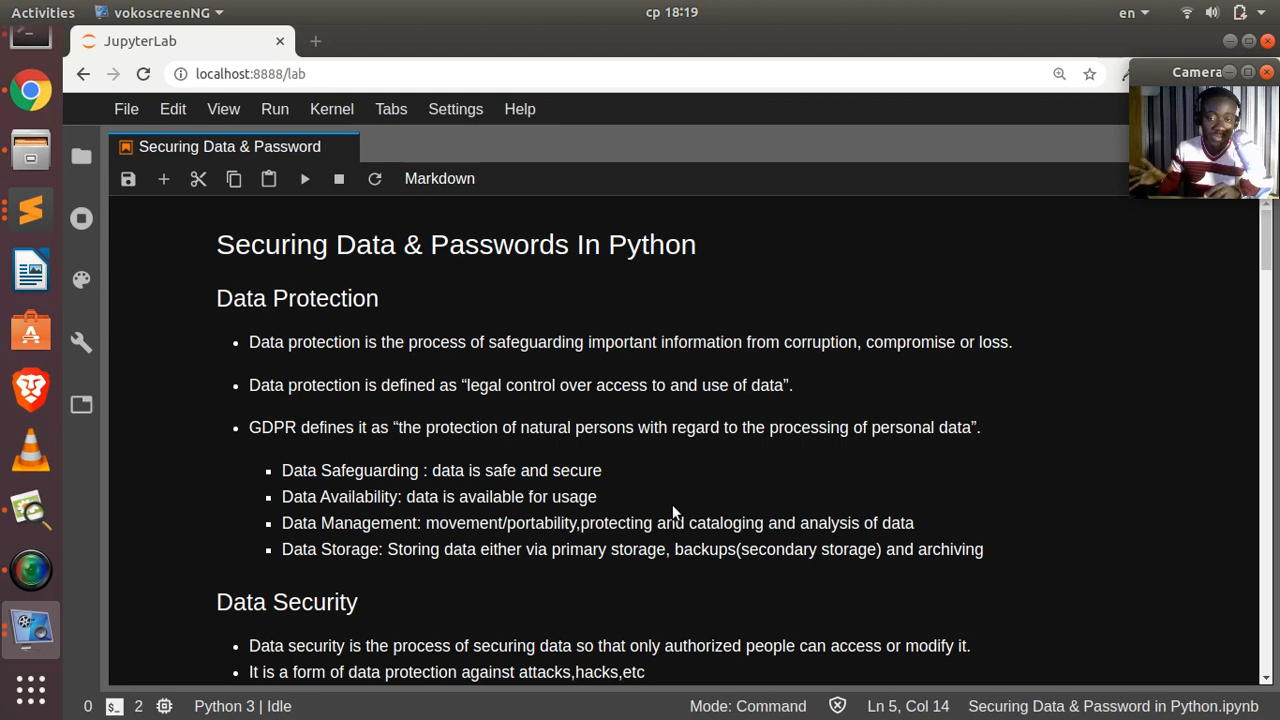 Activities vokoscreenNG ср 18:19 en
JupyterLab
localhost:8888/lab
Camera
File Edit View Run Kernel Tabs Settings Help
Securing Data & Password
Markdown
Securing Data & Passwords In Python
Data Protection
• Data protection is the process of safeguarding important information from corruption, compromise or loss.
• Data protection is defined as “legal control over access to and use of data”.
• GDPR defines it as “the protection of natural persons with regard to the processing of personal data”.
▪ Data Safeguarding : data is safe and secure
▪ Data Availability: data is available for usage
▪ Data Management: movement/portability,protecting and cataloging and analysis of data
▪ Data Storage: Storing data either via primary storage, backups(secondary storage) and archiving
Data Security
• Data security is the process of securing data so that only authorized people can access or modify it.
• It is a form of data protection against attacks,hacks,etc
0 2 Python 3 | Idle Mode: Command Ln 5, Col 14 Securing Data & Password in Python.ipynb